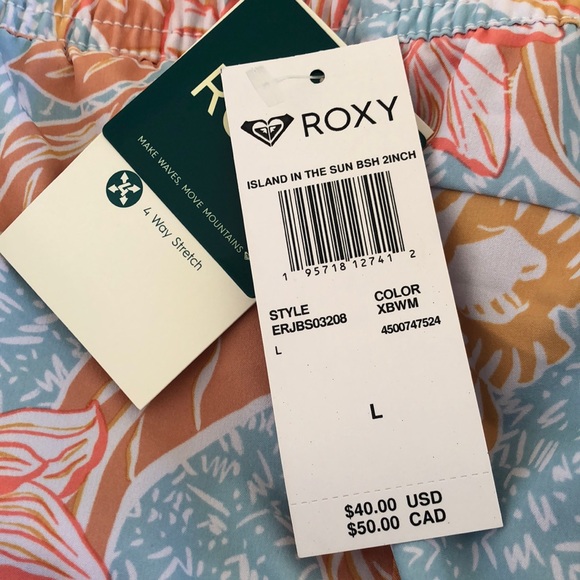 MAKE WAVES, MOVE MOUNTAINS
4 Way Stretch
ROXY
ISLAND IN THE SUN BSH 2INCH
1 95718 12741 2
STYLE COLOR
ERJBS03208 XBWM
L 4500747524
L
$40.00 USD
$50.00 CAD